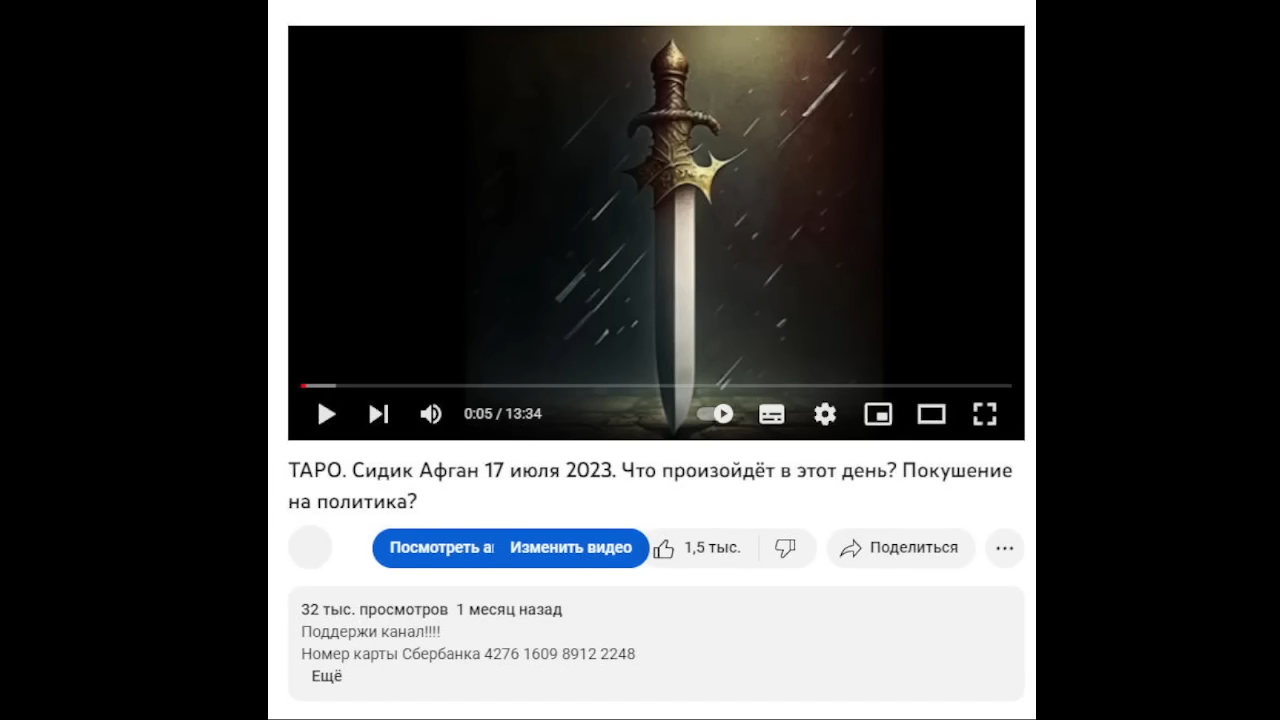 0:05 / 13:34
ТАРО. Сидик Афган 17 июля 2023. Что произойдёт в этот день? Покушение
на политика?
Посмотреть а Изменить видео 1,5 тыс. Поделиться
32 тыс. просмотров 1 месяц назад
Поддержи канал!!!!
Номер карты Сбербанка 4276 1609 8912 2248
Ещё